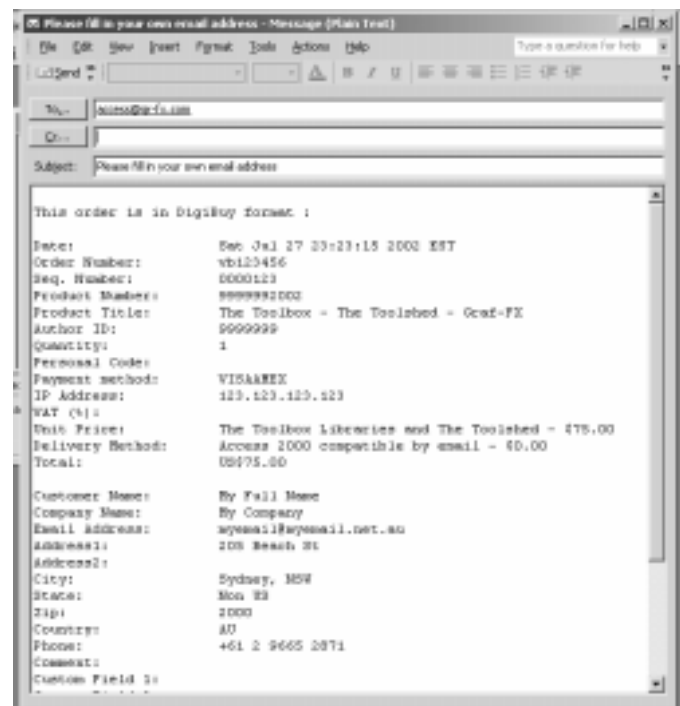 Please fill in your own email address - Message (Plain Text)
File Edit View Insert Format Tools Actions Help Type a question for help
Send A B I U
To...
Cc...
Subject: Please fill in your own email address
This order is in DigiBuy format :
Date: Sat Jul 27 23:23:15 2002 EST
Order Number: vb123456
Seq. Number: 0000123
Product Number: 9999992002
Product Title: The Toolbox - The Toolshed - Graf-FX
Author ID: 9999999
Quantity: 1
Personal Code:
Payment method: VISAAMEX
IP Address: 123.123.123.123
VAT (%):
Unit Price: The Toolbox Libraries and The Toolshed - $75.00
Delivery Method: Access 2000 compatible by email - $0.00
Total: US$75.00
Customer Name: My Full Name
Company Name: My Company
Email Address: myemail@myemail.net.au
Address1: 205 Beach St
Address2:
City: Sydney, NSW
State: Non US
Zip: 2000
Country: AU
Phone: +61 2 9665 2871
Comment:
Custom Field 1: